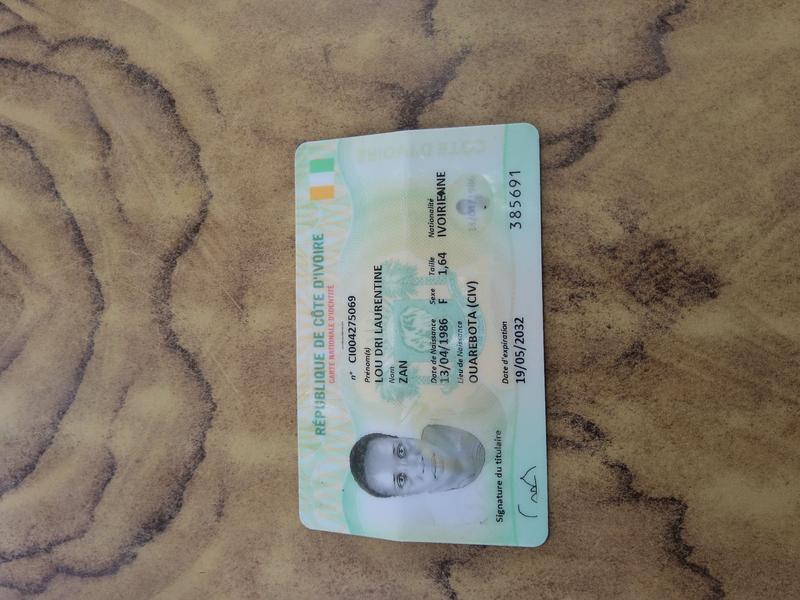 RÉPUBLIQUE DE CÔTE D'IVOIRE
CARTE NATIONALE D'IDENTITÉ
n° CI004275069
Prénom(s)
LOU DRI LAURENTINE
Nom
ZAN
Date de Naissance Sexe Taille Nationalité
13/04/1986 F 1,64 IVOIRIENNE
Lieu de Naissance
OUAREBOTA (CIV)
Date d'expiration
19/05/2032
385691
Signature du titulaire
CÔTE D'IVOIRE